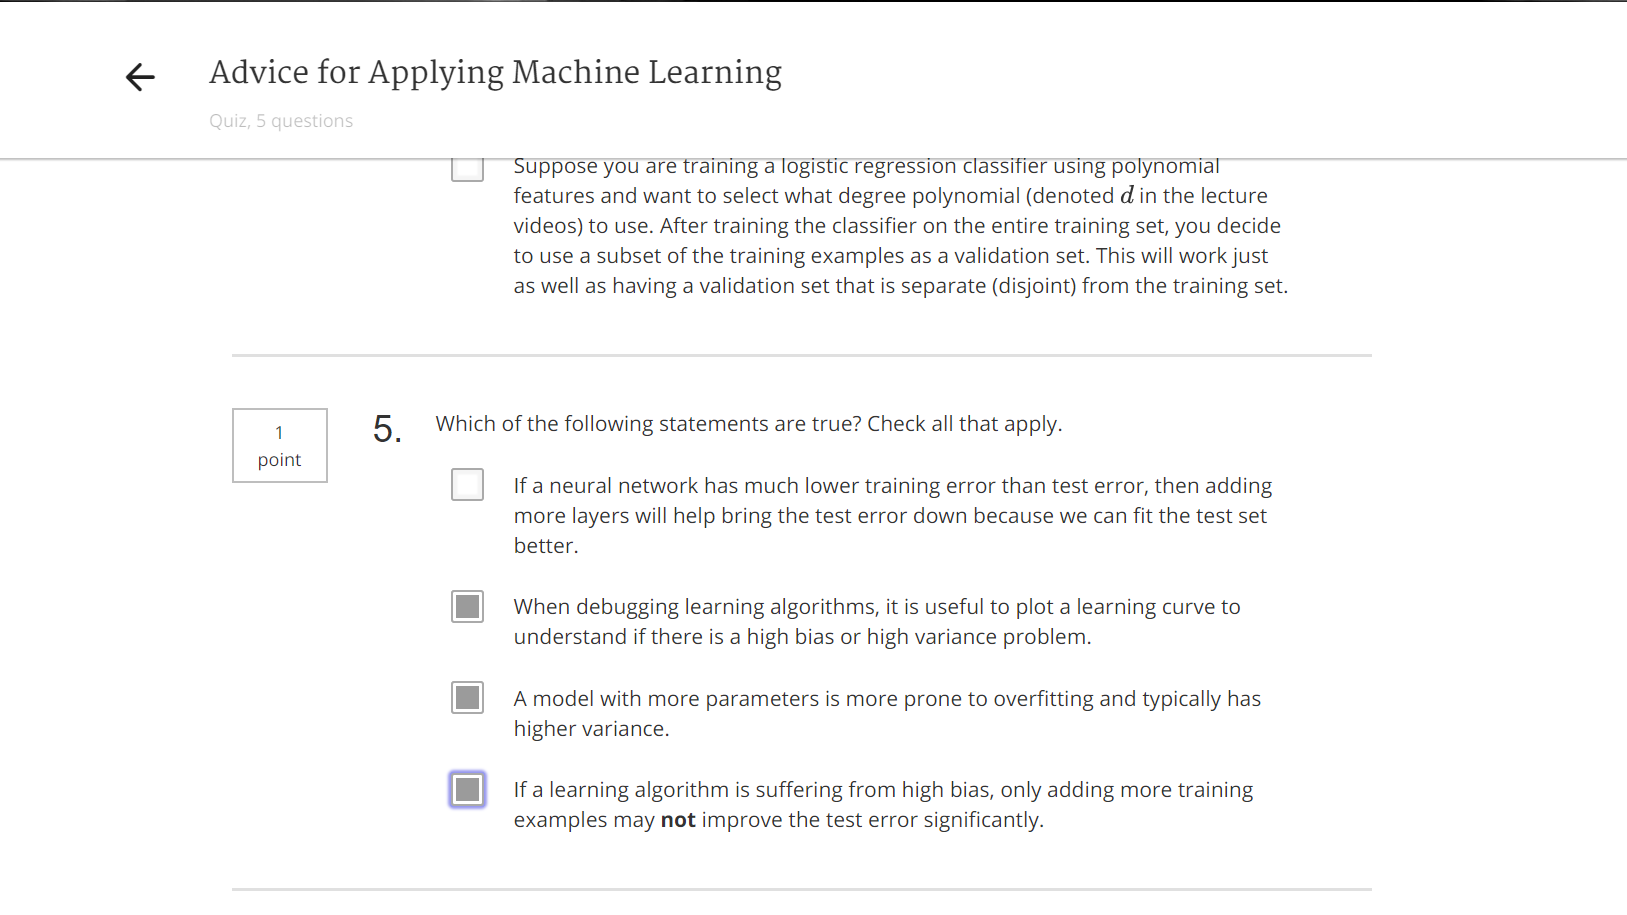 Advice for Applying Machine Learning
Quiz, 5 questions
Suppose you are training a logistic regression classifier using polynomial
features and want to select what degree polynomial (denoted d in the lecture
videos) to use. After training the classifier on the entire training set, you decide
to use a subset of the training examples as a validation set. This will work just
as well as having a validation set that is separate (disjoint) from the training set.
1
point
5.
Which of the following statements are true? Check all that apply.
If a neural network has much lower training error than test error, then adding
more layers will help bring the test error down because we can fit the test set
better.
When debugging learning algorithms, it is useful to plot a learning curve to
understand if there is a high bias or high variance problem.
A model with more parameters is more prone to overfitting and typically has
higher variance.
If a learning algorithm is suffering from high bias, only adding more training
examples may not improve the test error significantly.